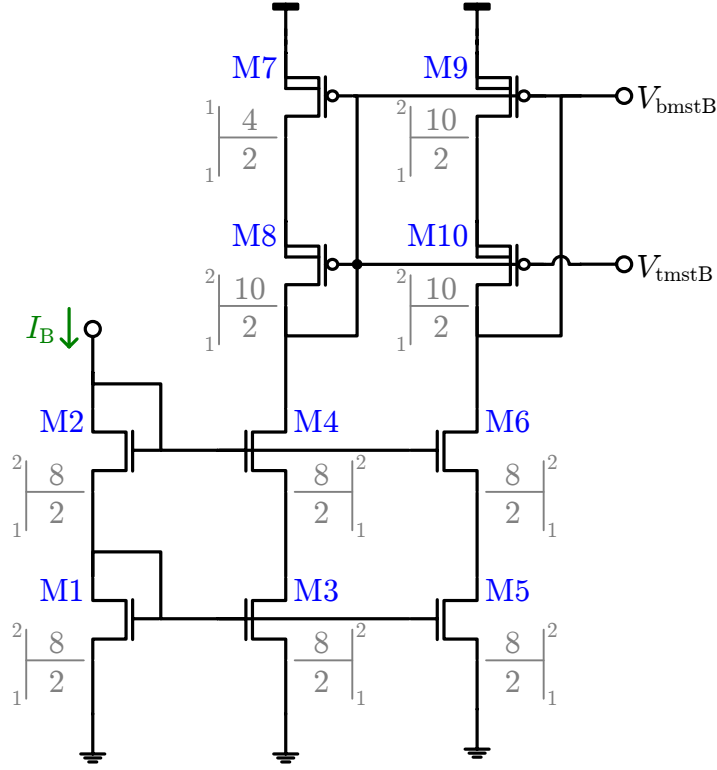 M7 M9
1 4 2 10
1 2 1 2
V_bmstB
M8 M10
2 10 2 10
1 2 1 2
V_tmstB
I_B
M2 M4 M6
2 8 8 2 8 2
1 2 2 1 2 1
M1 M3 M5
2 8 8 2 8 2
1 2 2 1 2 1